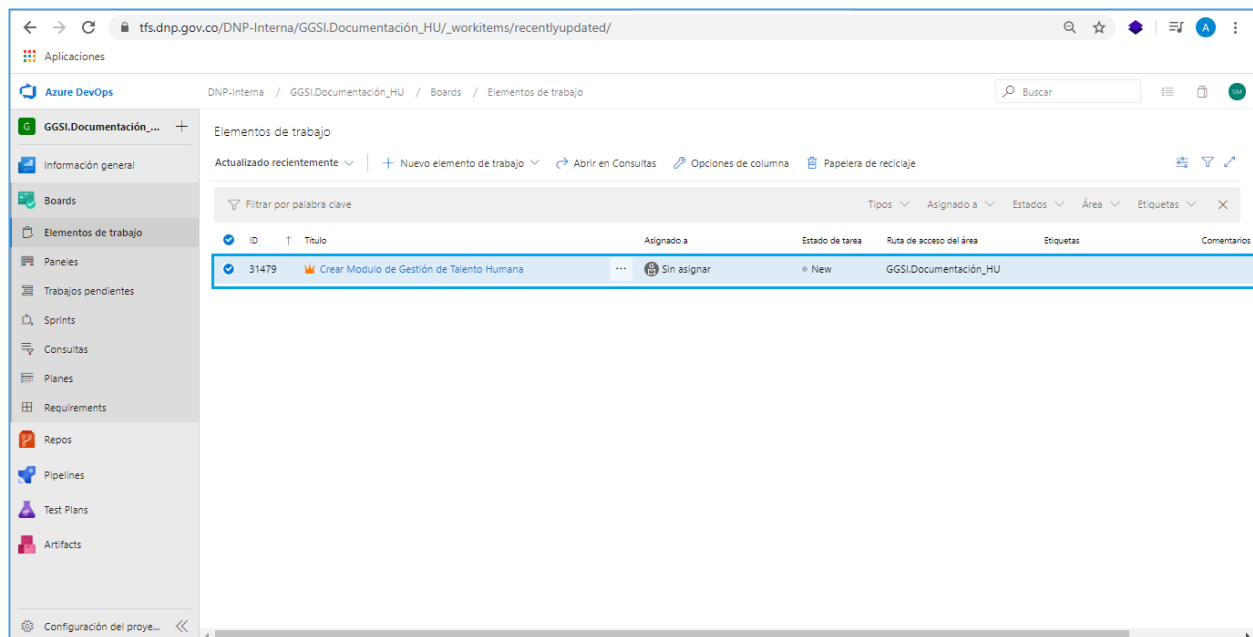 tfs.dnp.gov.co/DNP-Interna/GGSI.Documentación_HU/_workitems/recentlyupdated/
A
Aplicaciones
Azure DevOps
DNP-Interna / GGSI.Documentación_HU / Boards / Elementos de trabajo
Buscar
SM
G GGSI.Documentación_... +
Elementos de trabajo
Información general
Actualizado recientemente
Nuevo elemento de trabajo
Abrir en Consultas
Opciones de columna
Papelera de reciclaje
Boards
Filtrar por palabra clave
Tipos
Asignado a
Estados
Área
Etiquetas
Elementos de trabajo
ID ↑ Título Asignado a Estado de tarea Ruta de acceso del área Etiquetas Comentarios
Paneles
31479 Crear Modulo de Gestión de Talento Humana ... Sin asignar New GGSI.Documentación_HU
Trabajos pendientes
Sprints
Consultas
Planes
Requirements
Repos
Pipelines
Test Plans
Artifacts
Configuración del proye...